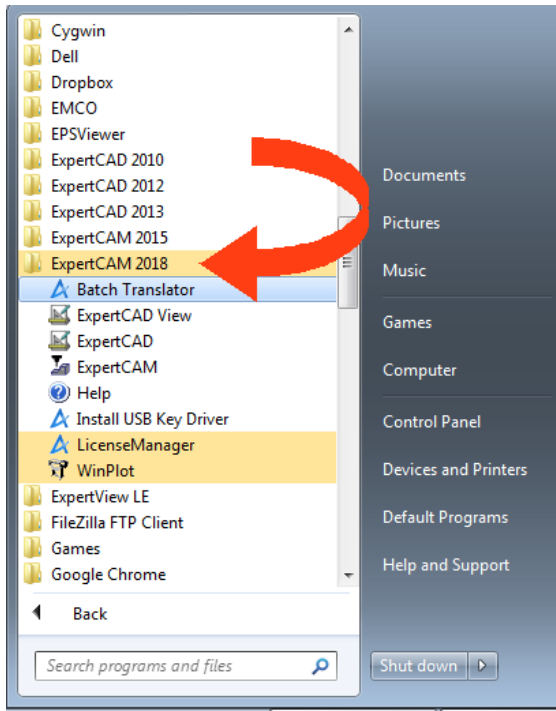 Cygwin
Dell
Dropbox
EMCO
EPSViewer
ExpertCAD 2010
ExpertCAD 2012
ExpertCAD 2013
ExpertCAM 2015
ExpertCAM 2018
Batch Translator
ExpertCAD View
ExpertCAD
ExpertCAM
Help
Install USB Key Driver
LicenseManager
WinPlot
ExpertView LE
FileZilla FTP Client
Games
Google Chrome
Back
Search programs and files
Documents
Pictures
Music
Games
Computer
Control Panel
Devices and Printers
Default Programs
Help and Support
Shut down